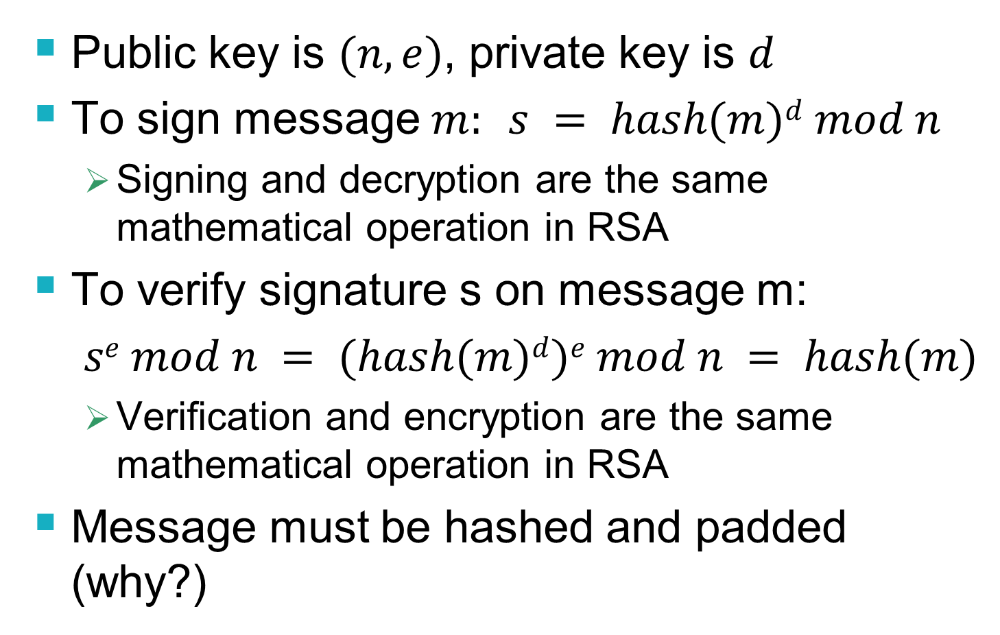 ▪ Public key is (n, e), private key is d
▪ To sign message m: s = hash(m)^d mod n
➢ Signing and decryption are the same
mathematical operation in RSA
▪ To verify signature s on message m:
s^e mod n = (hash(m)^d)^e mod n = hash(m)
➢ Verification and encryption are the same
mathematical operation in RSA
▪ Message must be hashed and padded
(why?)